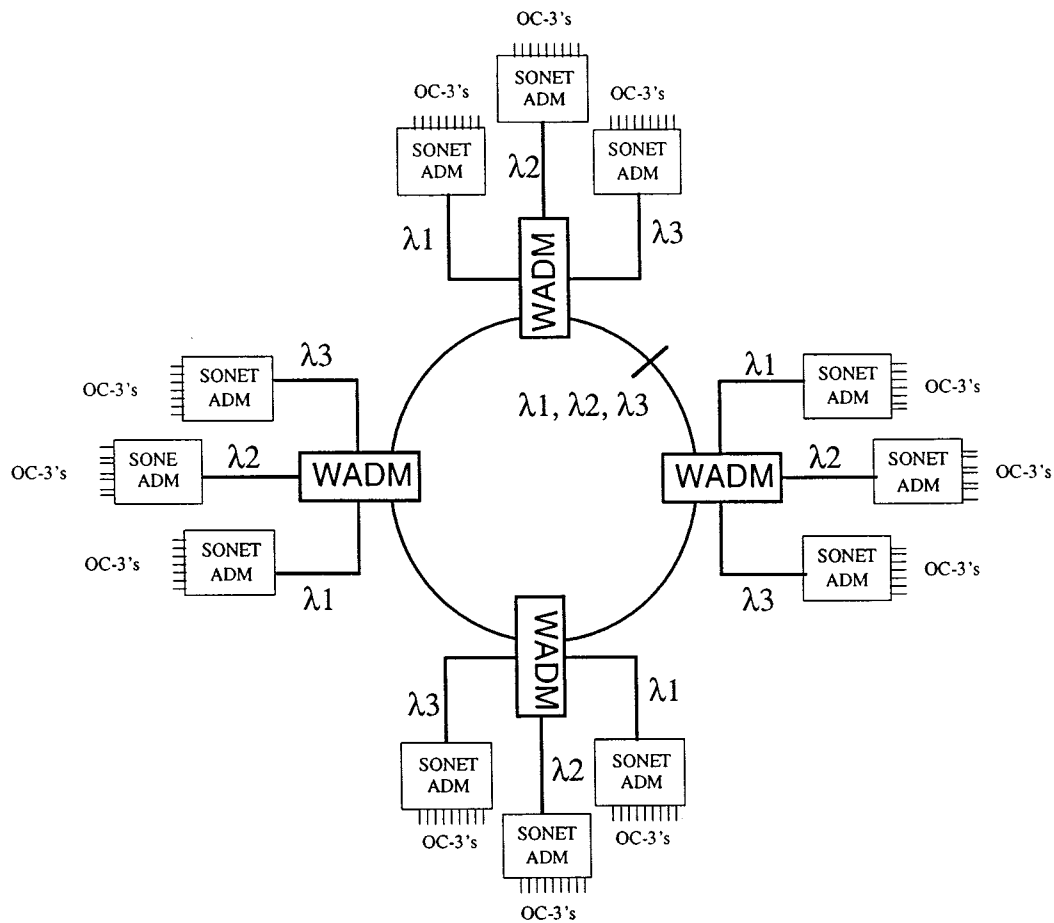 OC-3's
SONET
ADM
OC-3's
SONET
ADM
OC-3's
SONET
ADM
λ2
λ1
λ3
WADM
λ1, λ2, λ3
OC-3's
SONET
ADM
λ3
OC-3's
SONE
ADM
λ2
WADM
OC-3's
SONET
ADM
λ1
λ1
SONET
ADM
OC-3's
WADM
λ2
SONET
ADM
OC-3's
λ3
SONET
ADM
OC-3's
WADM
λ3
λ2
λ1
SONET
ADM
OC-3's
SONET
ADM
OC-3's
SONET
ADM
OC-3's